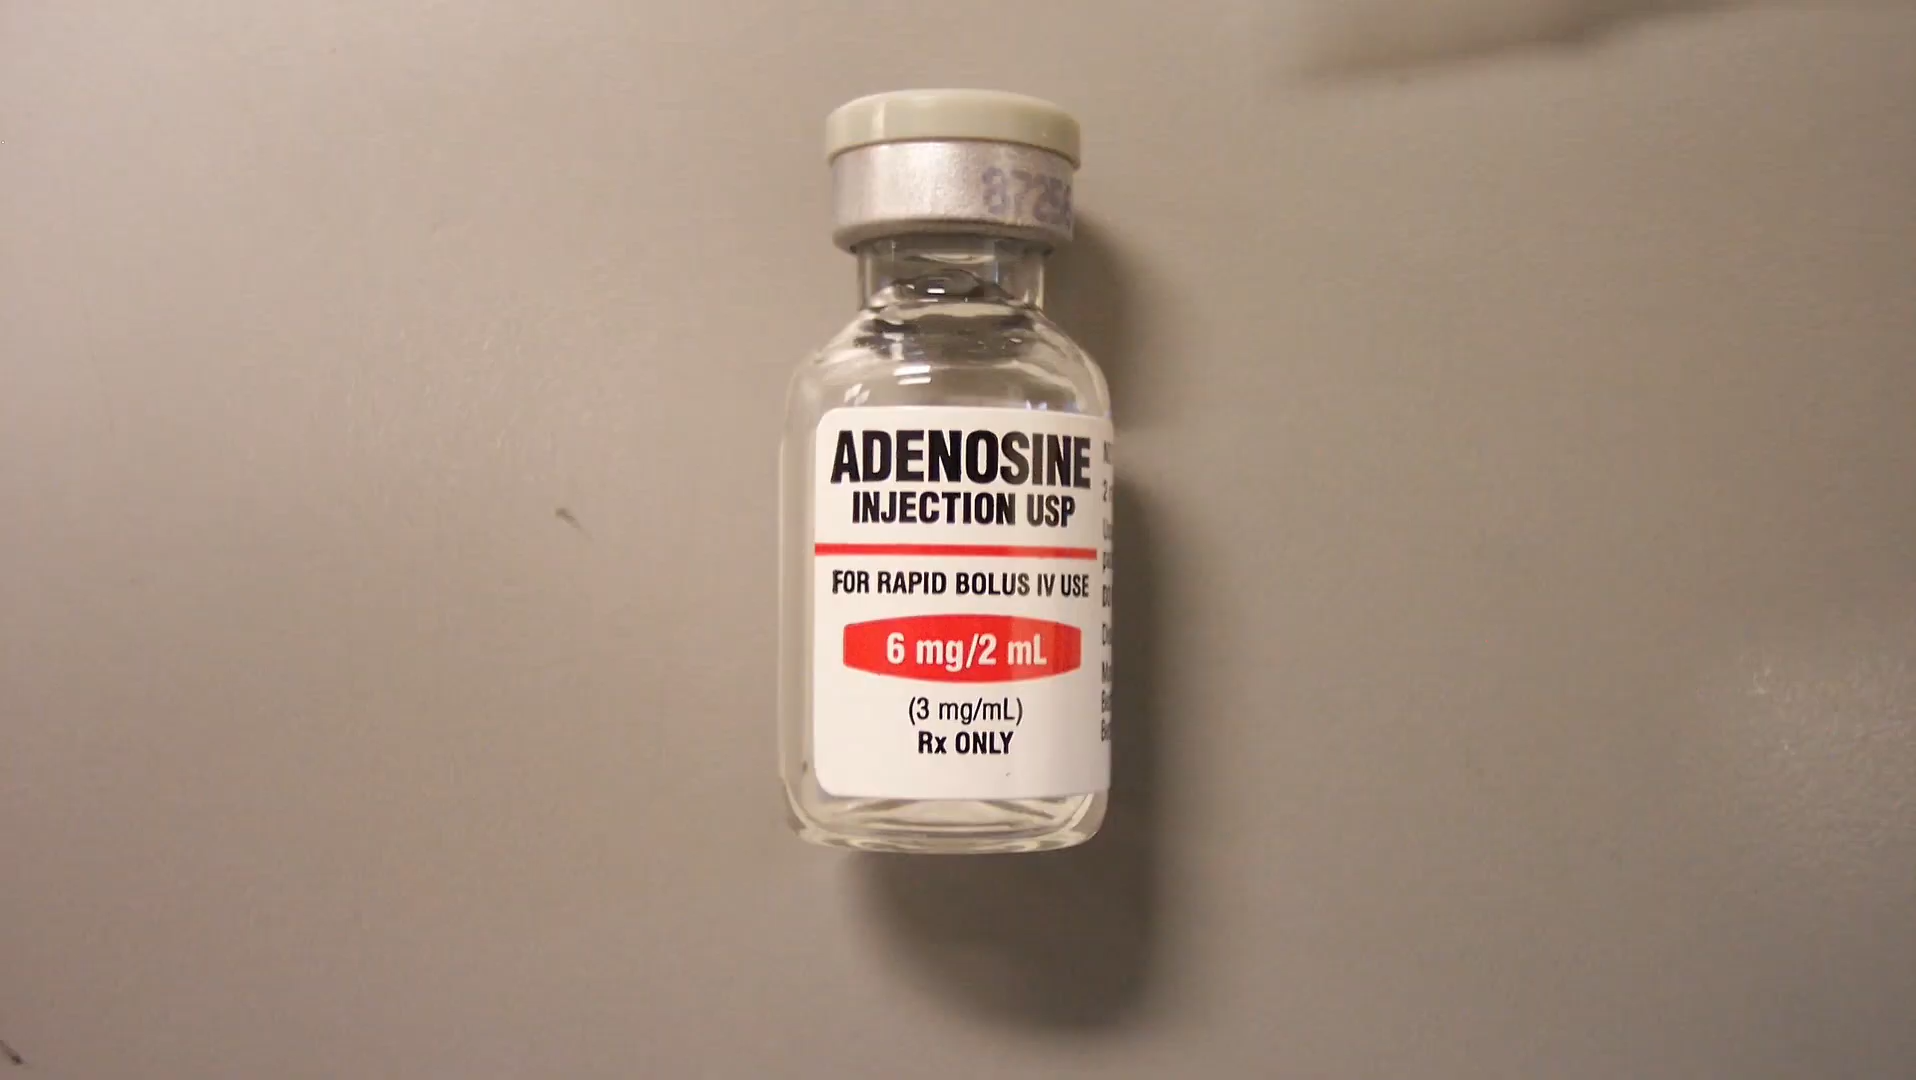 ADENOSINE
INJECTION USP
FOR RAPID BOLUS IV USE
6 mg/2 mL
(3 mg/mL)
Rx ONLY